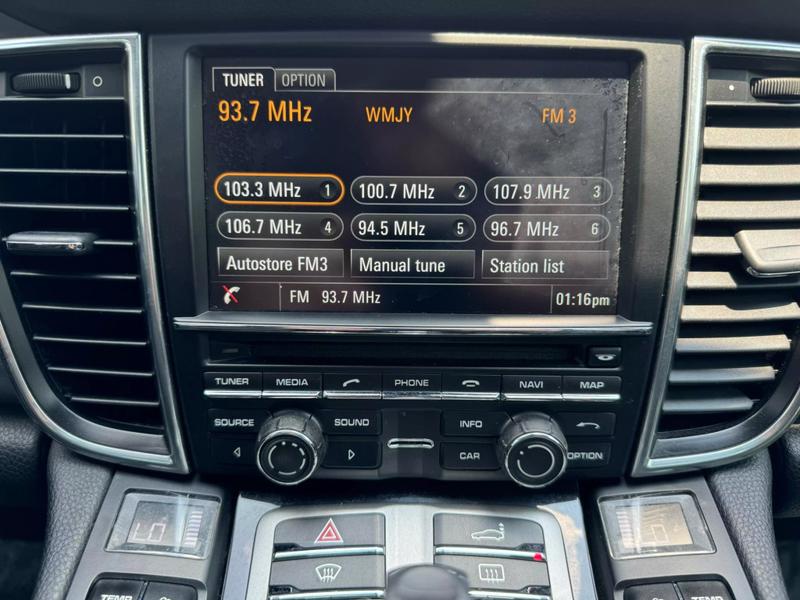 TUNER OPTION
93.7 MHz WMJY FM 3
103.3 MHz 1 100.7 MHz 2 107.9 MHz 3
106.7 MHz 4 94.5 MHz 5 96.7 MHz 6
Autostore FM3 Manual tune Station list
FM 93.7 MHz 01:16pm
TUNER MEDIA PHONE NAVI MAP
SOURCE SOUND INFO
CAR OPTION
TEMP TEMP